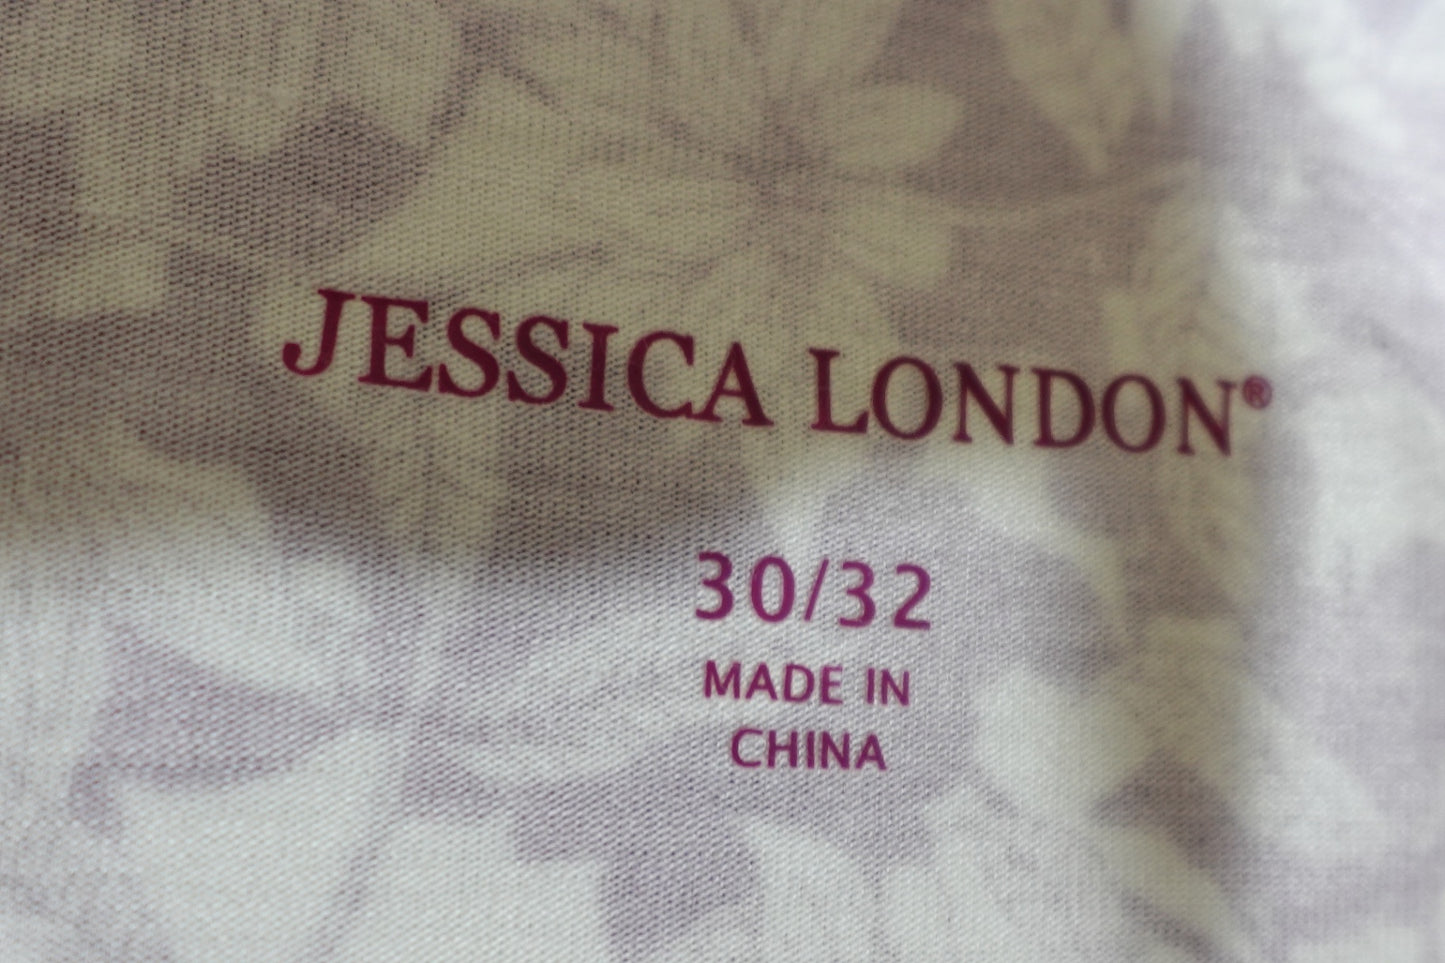 JESSICA LONDON®
30/32
MADE IN
CHINA